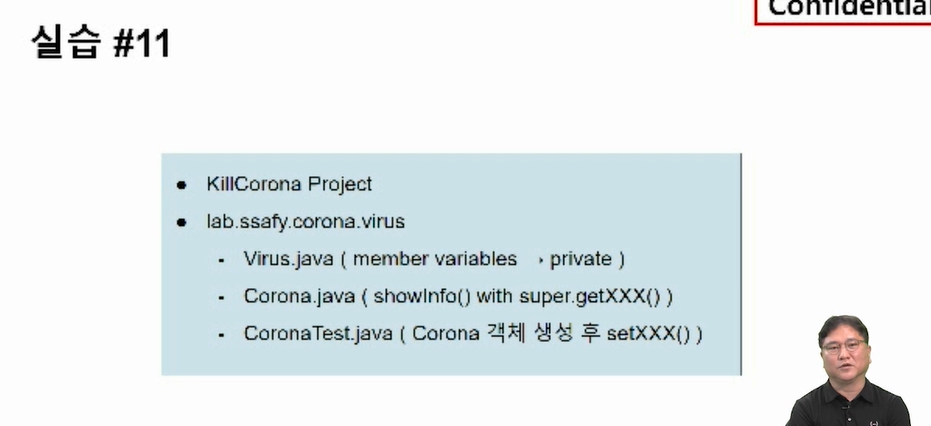 Confidential
실습 #11
● KillCorona Project
● lab.ssafy.corona.virus
- Virus.java ( member variables → private )
- Corona.java ( showInfo() with super.getXXX() )
- CoronaTest.java ( Corona 객체 생성 후 setXXX() )